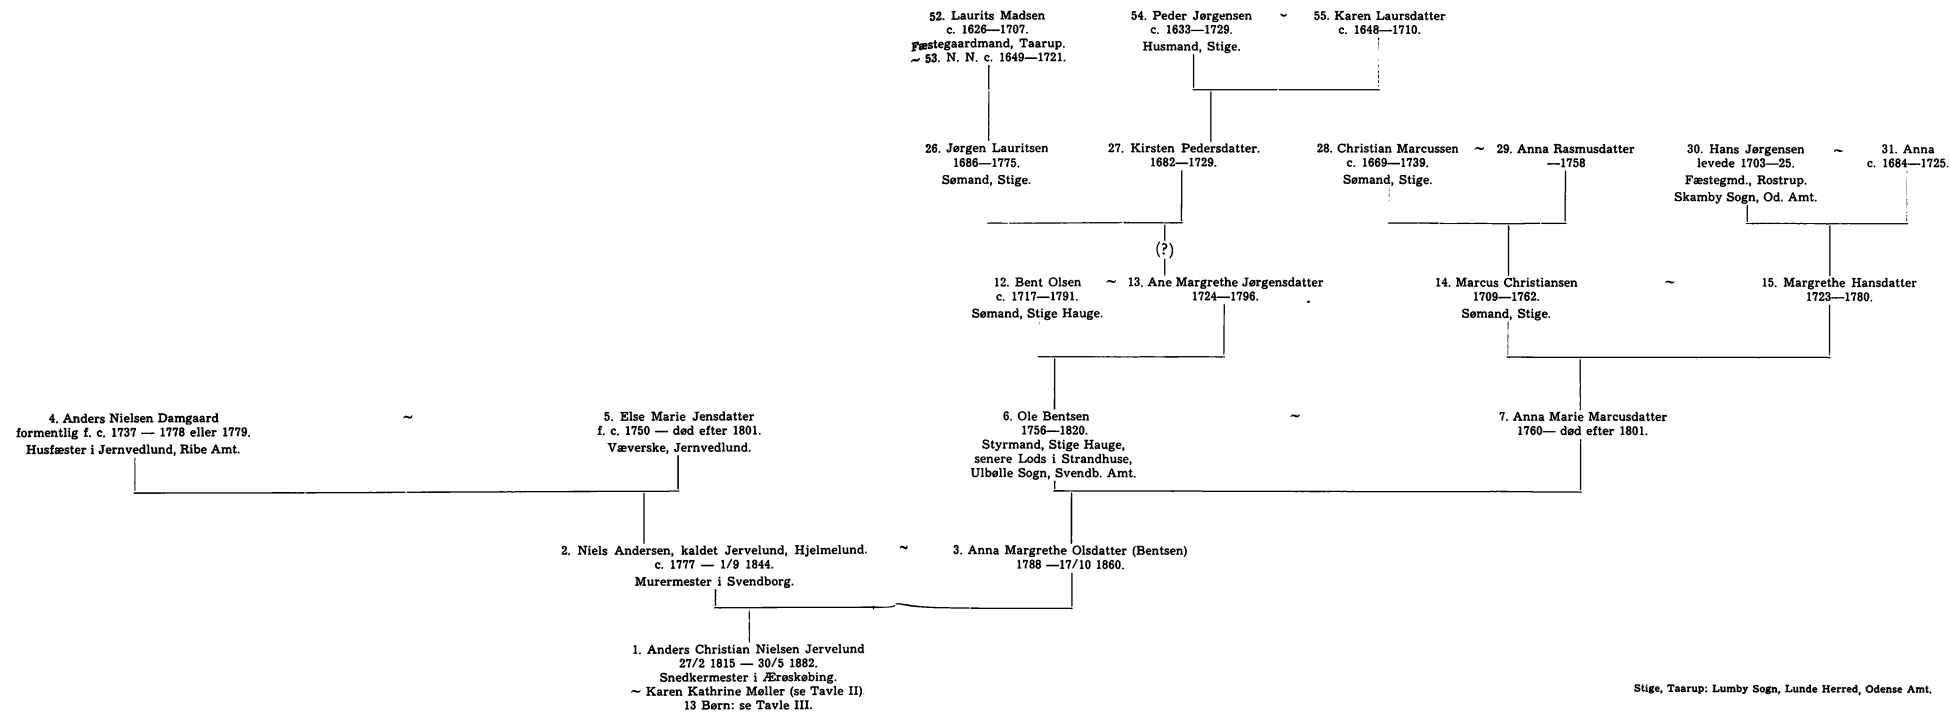 52. Laurits Madsen
c. 1626—1707.
Fæstegaardmand, Taarup.
~ 53. N. N. c. 1649—1721.
54. Peder Jørgensen ~ 55. Karen Laursdatter
c. 1633—1729. c. 1648—1710.
Husmand, Stige.
26. Jørgen Lauritsen
1686—1775.
Sømand, Stige.
27. Kirsten Pedersdatter.
1682—1729.
28. Christian Marcussen ~ 29. Anna Rasmusdatter
c. 1669—1739. —1758
Sømand, Stige.
30. Hans Jørgensen ~ 31. Anna
levede 1703—25. c. 1684—1725.
Fæstegmd., Rostrup.
Skamby Sogn, Od. Amt.
(?)
12. Bent Olsen ~ 13. Ane Margrethe Jørgensdatter
c. 1717—1791. 1724—1796.
Sømand, Stige Hauge.
14. Marcus Christiansen ~ 15. Margrethe Hansdatter
1709—1762. 1723—1780.
Sømand, Stige.
4. Anders Nielsen Damgaard ~ 5. Else Marie Jensdatter
formentlig f. c. 1737 — 1778 eller 1779. f. c. 1750 — død efter 1801.
Husfæster i Jernvedlund, Ribe Amt. Væverske, Jernvedlund.
6. Ole Bentsen ~ 7. Anna Marie Marcusdatter
1756—1820. 1760— død efter 1801.
Styrmand, Stige Hauge,
senere Lods i Strandhuse,
Ulbølle Sogn, Svendb. Amt.
2. Niels Andersen, kaldet Jervelund, Hjelmelund. ~ 3. Anna Margrethe Olsdatter (Bentsen)
c. 1777 — 1/9 1844. 1788 —17/10 1860.
Murermester i Svendborg.
1. Anders Christian Nielsen Jervelund
27/2 1815 — 30/5 1882.
Snedkermester i Ærøskøbing.
~ Karen Kathrine Møller (se Tavle II)
13 Børn: se Tavle III.
Stige, Taarup: Lumby Sogn, Lunde Herred, Odense Amt.